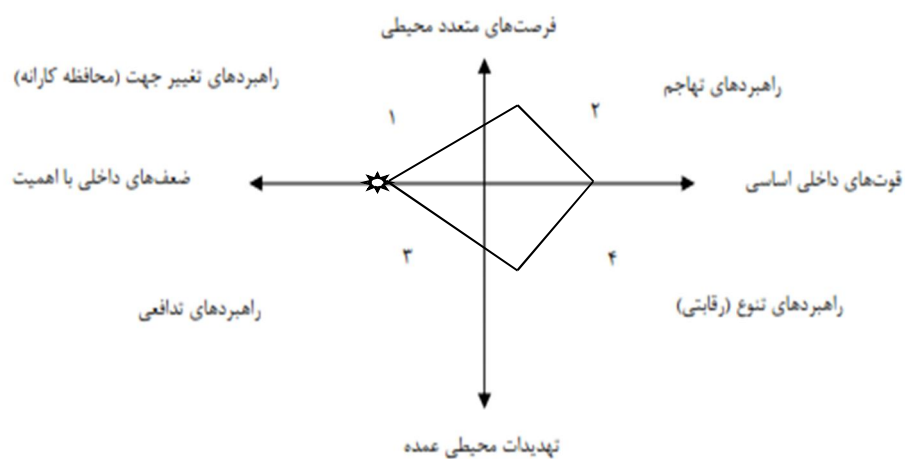 فرصت‌های متعدد محیطی
راهبردهای تهاجم
راهبردهای تغییر جهت (محافظه کارانه)
۲
۱
قوت‌های داخلی اساسی
ضعف‌های داخلی با اهمیت
۴
۳
راهبردهای تنوع (رقابتی)
راهبردهای تدافعی
تهدیدات محیطی عمده